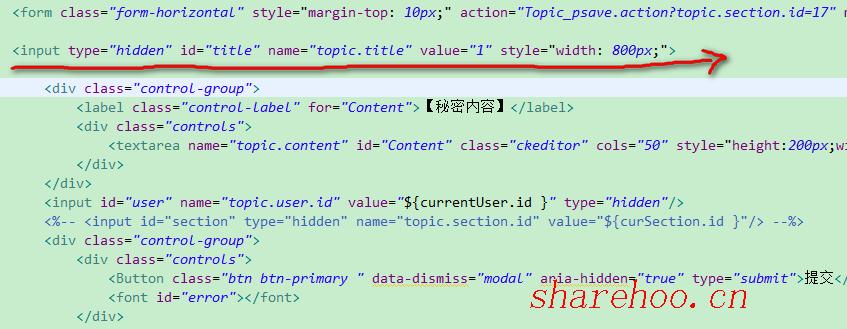 <form class="form-horizontal" style="margin-top: 10px;" action="Topic_psave.action?topic.section.id=17"
<input type="hidden" id="title" name="topic.title" value="1" style="width: 800px;">
<div class="control-group">
<label class="control-label" for="Content">【秘密内容】</label>
<div class="controls">
<textarea name="topic.content" id="Content" class="ckeditor" cols="50" style="height:200px;wi
</div>
</div>
<input id="user" name="topic.user.id" value="${currentUser.id }" type="hidden"/>
<%-- <input id="section" type="hidden" name="topic.section.id" value="${curSection.id }"/> --%>
<div class="control-group">
<div class="controls">
<Button class="btn btn-primary " data-dismiss="modal" aria-hidden="true" type="submit">提交</
<font id="error"></font>
</div>
sharehoo.cn